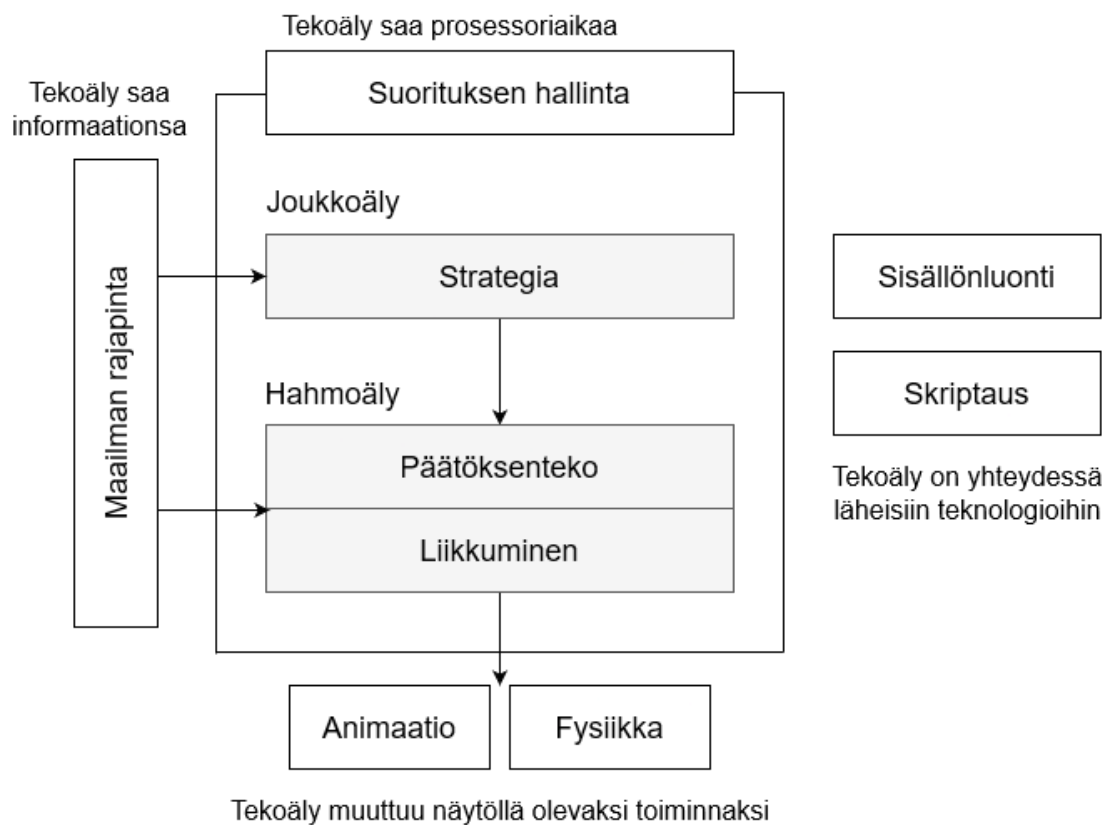 Tekoäly saa prosessoriaikaa
Suorituksen hallinta
Tekoäly saa
informaationsa
Maailman rajapinta
Joukkoäly
Strategia
Hahmoäly
Päätöksenteko
Liikkuminen
Sisällönluonti
Skriptaus
Tekoäly on yhteydessä
läheisiin teknologioihin
Animaatio
Fysiikka
Tekoäly muuttuu näytöllä olevaksi toiminnaksi